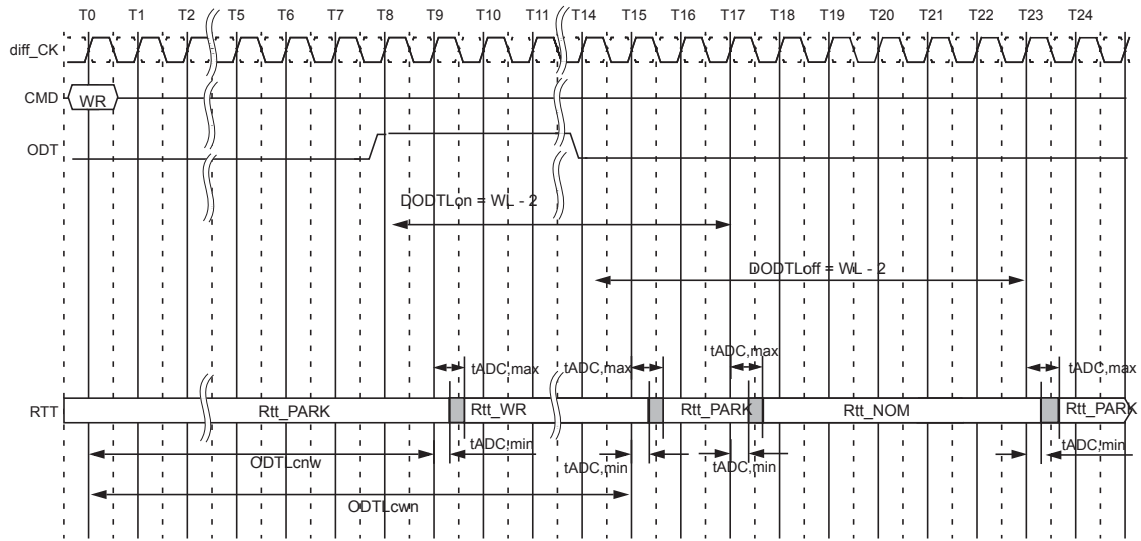 T0 T1 T2 T5 T6 T7 T8 T9 T10 T11 T14 T15 T16 T17 T18 T19 T20 T21 T22 T23 T24
diff_CK
CMD WR
ODT
DODTLon = WL - 2
DODTLoff = WL - 2
tADC,max tADC,max tADC,max tADC,max
RTT Rtt_PARK Rtt_WR Rtt_PARK Rtt_NOM Rtt_PARK
tADC,min tADC,min tADC,min tADC,min
ODTLcnw
ODTLcwn